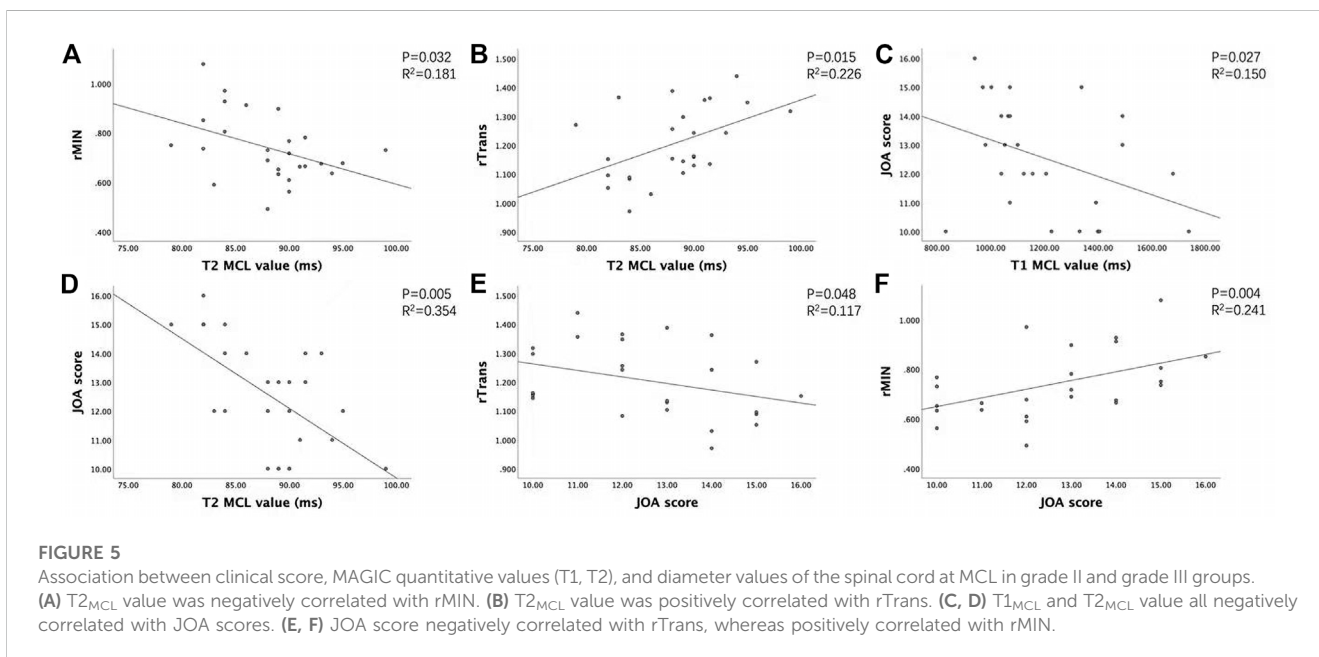 A
P=0.032
R²=0.181
rMIN
1.000
.800
.600
.400
75.00 80.00 85.00 90.00 95.00 100.00
T2 MCL value (ms)
B
P=0.015
R²=0.226
rTrans
1.500
1.400
1.300
1.200
1.100
1.000
.900
75.00 80.00 85.00 90.00 95.00 100.00
T2 MCL value (ms)
C
P=0.027
R²=0.150
JOA score
16.00
15.00
14.00
13.00
12.00
11.00
10.00
800.00 1000.00 1200.00 1400.00 1600.00 1800.00
T1 MCL value (ms)
D
P=0.005
R²=0.354
JOA score
16.00
15.00
14.00
13.00
12.00
11.00
10.00
75.00 80.00 85.00 90.00 95.00 100.00
T2 MCL value (ms)
E
P=0.048
R²=0.117
rTrans
1.500
1.400
1.300
1.200
1.100
1.000
.900
10.00 11.00 12.00 13.00 14.00 15.00 16.00
JOA score
F
P=0.004
R²=0.241
rMIN
1.000
.800
.600
.400
10.00 11.00 12.00 13.00 14.00 15.00 16.00
JOA score
FIGURE 5
Association between clinical score, MAGIC quantitative values (T1, T2), and diameter values of the spinal cord at MCL in grade II and grade III groups.
(A) T2MCL value was negatively correlated with rMIN. (B) T2MCL value was positively correlated with rTrans. (C, D) T1MCL and T2MCL value all negatively
correlated with JOA scores. (E, F) JOA score negatively correlated with rTrans, whereas positively correlated with rMIN.